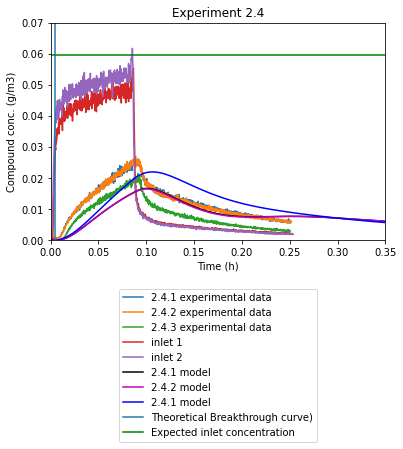 Experiment 2.4
0.07
0.06
0.05
0.04
0.03
0.02
0.01
0.00
Compound conc. (g/m3)
0.00 0.05 0.10 0.15 0.20 0.25 0.30 0.35
Time (h)
2.4.1 experimental data
2.4.2 experimental data
2.4.3 experimental data
inlet 1
inlet 2
2.4.1 model
2.4.2 model
2.4.1 model
Theoretical Breakthrough curve)
Expected inlet concentration